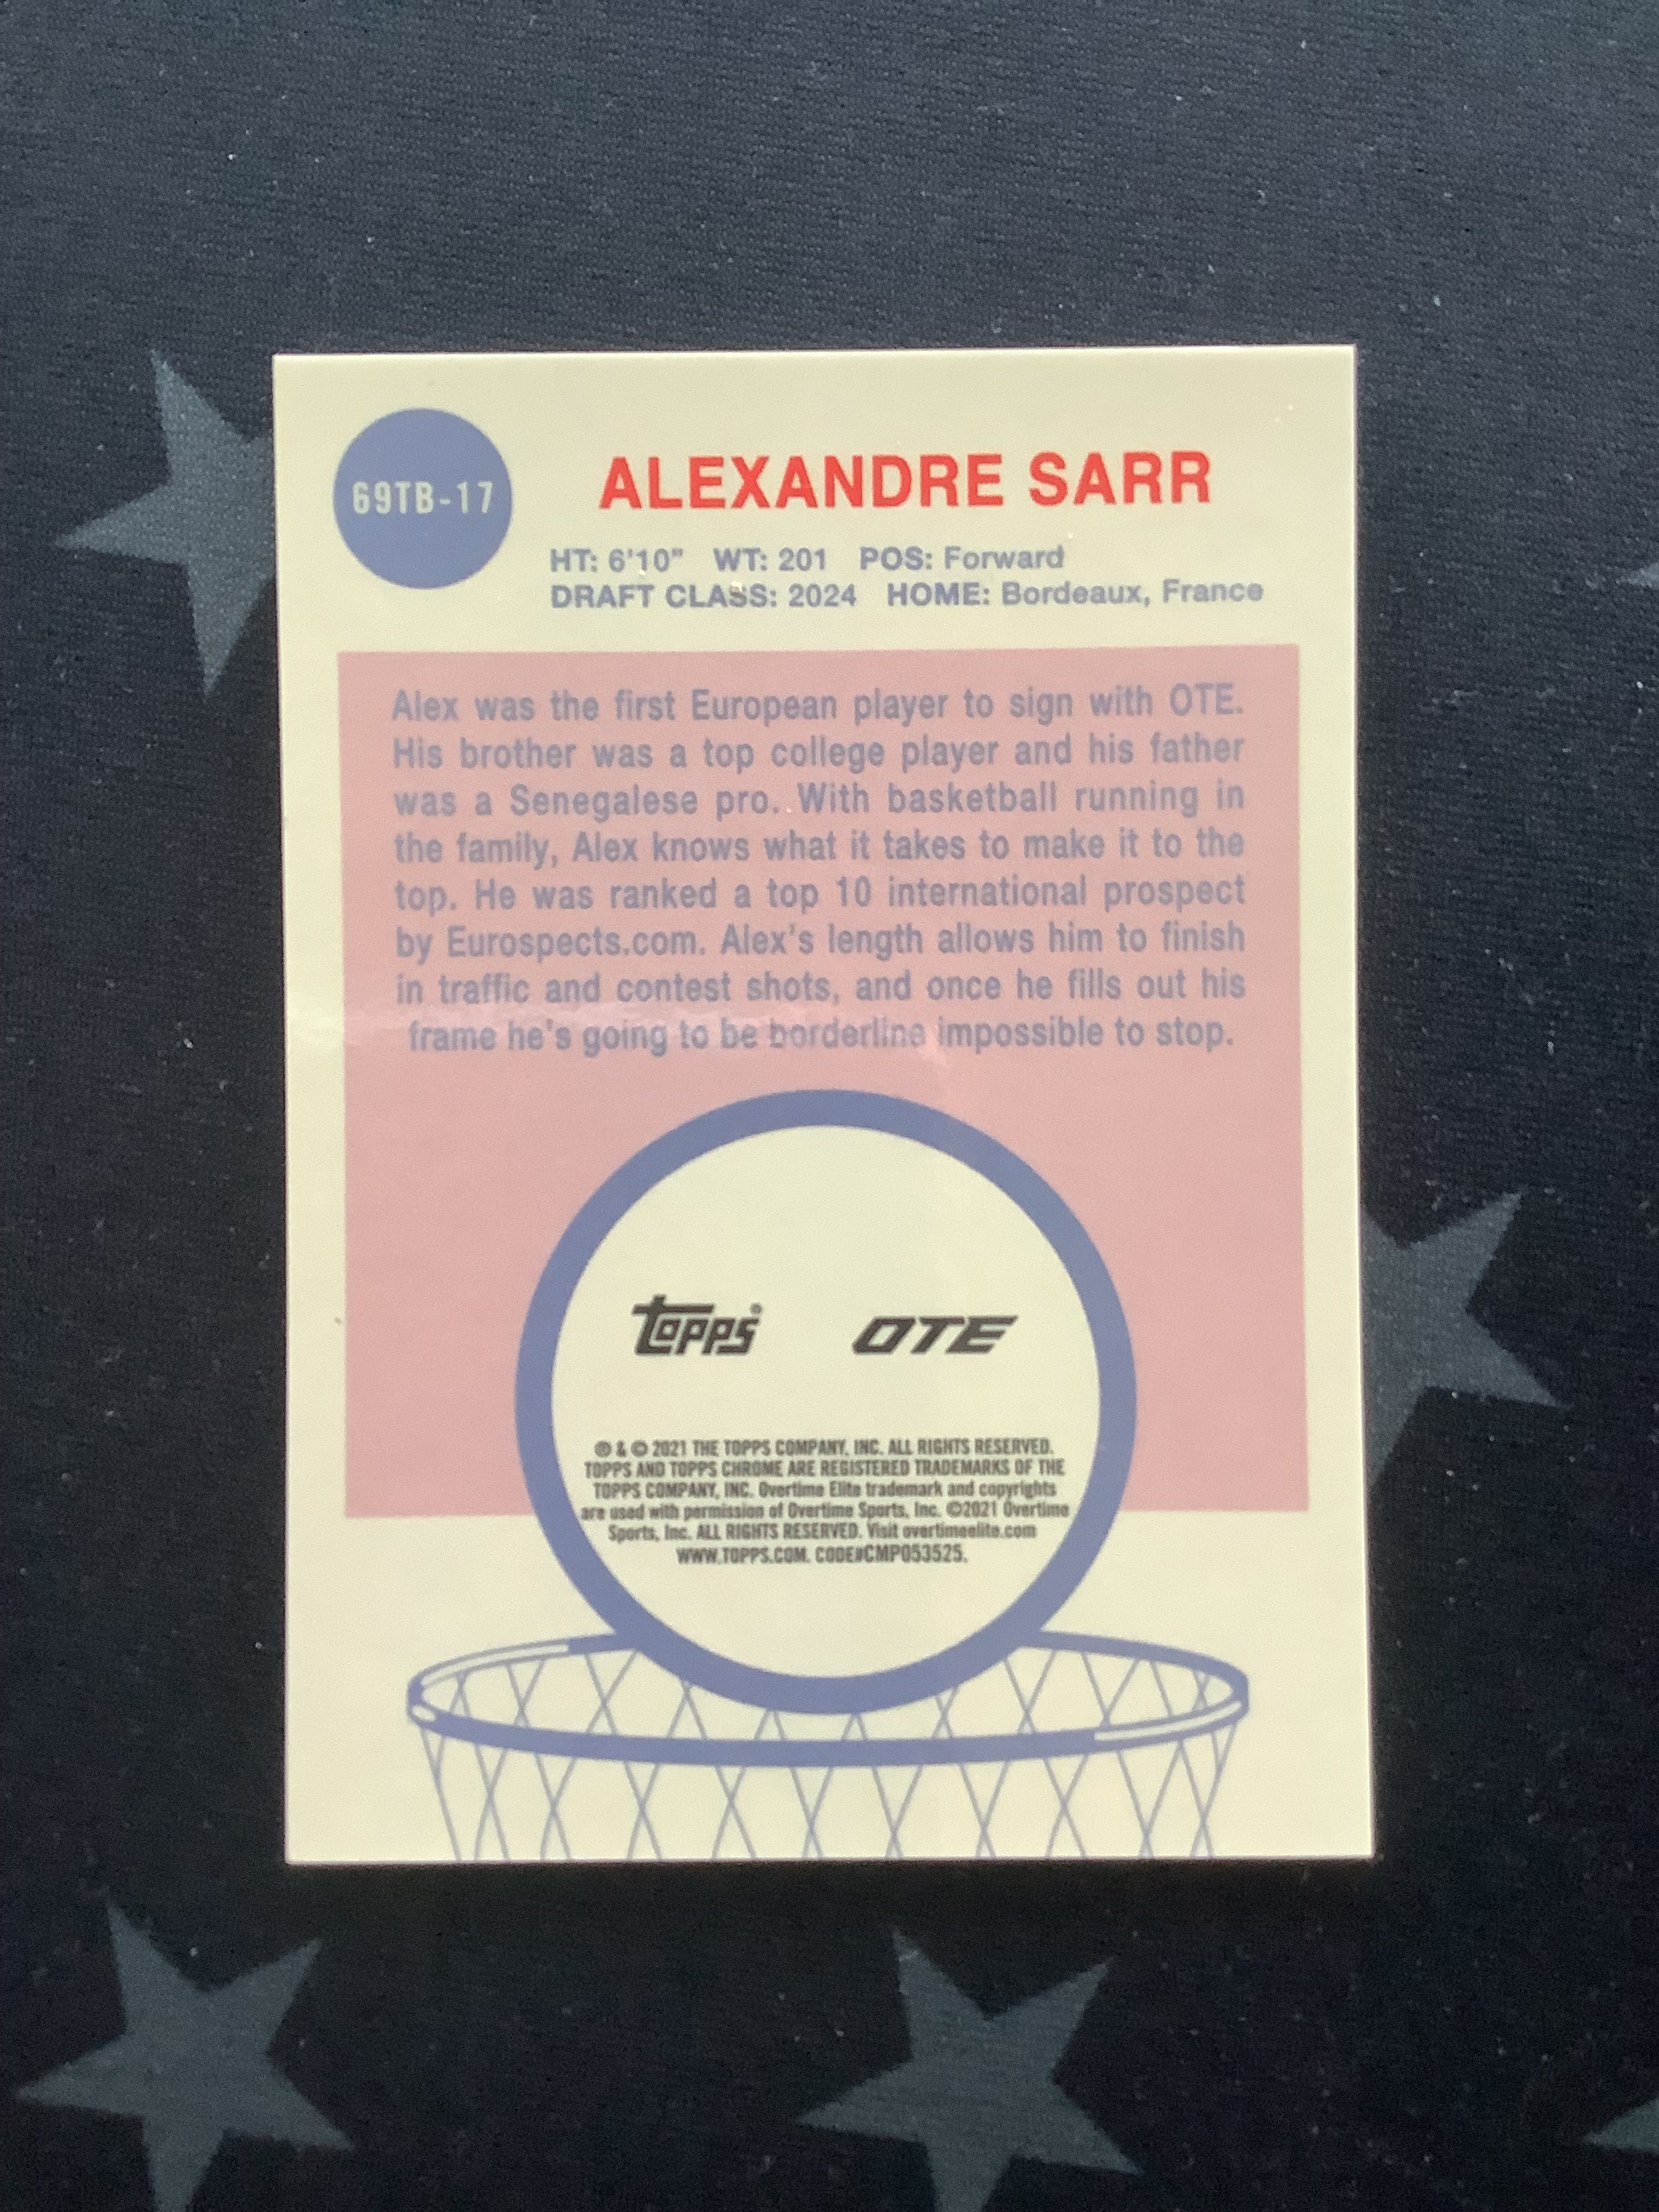 69TB-17
ALEXANDRE SARR
HT: 6'10" WT: 201 POS: Forward
DRAFT CLASS: 2024 HOME: Bordeaux, France
Alex was the first European player to sign with OTE.
His brother was a top college player and his father
was a Senegalese pro. With basketball running in
the family, Alex knows what it takes to make it to the
top. He was ranked a top 10 international prospect
by Eurospects.com. Alex's length allows him to finish
in traffic and contest shots, and once he fills out his
frame he's going to be borderline impossible to stop.
Topps® OTE
® & © 2021 THE TOPPS COMPANY, INC. ALL RIGHTS RESERVED.
TOPPS AND TOPPS CHROME ARE REGISTERED TRADEMARKS OF THE
TOPPS COMPANY, INC. Overtime Elite trademark and copyrights
are used with permission of Overtime Sports, Inc. ©2021 Overtime
Sports, Inc. ALL RIGHTS RESERVED. Visit overtimeelite.com
WWW.TOPPS.COM. CODE#CMP053525.